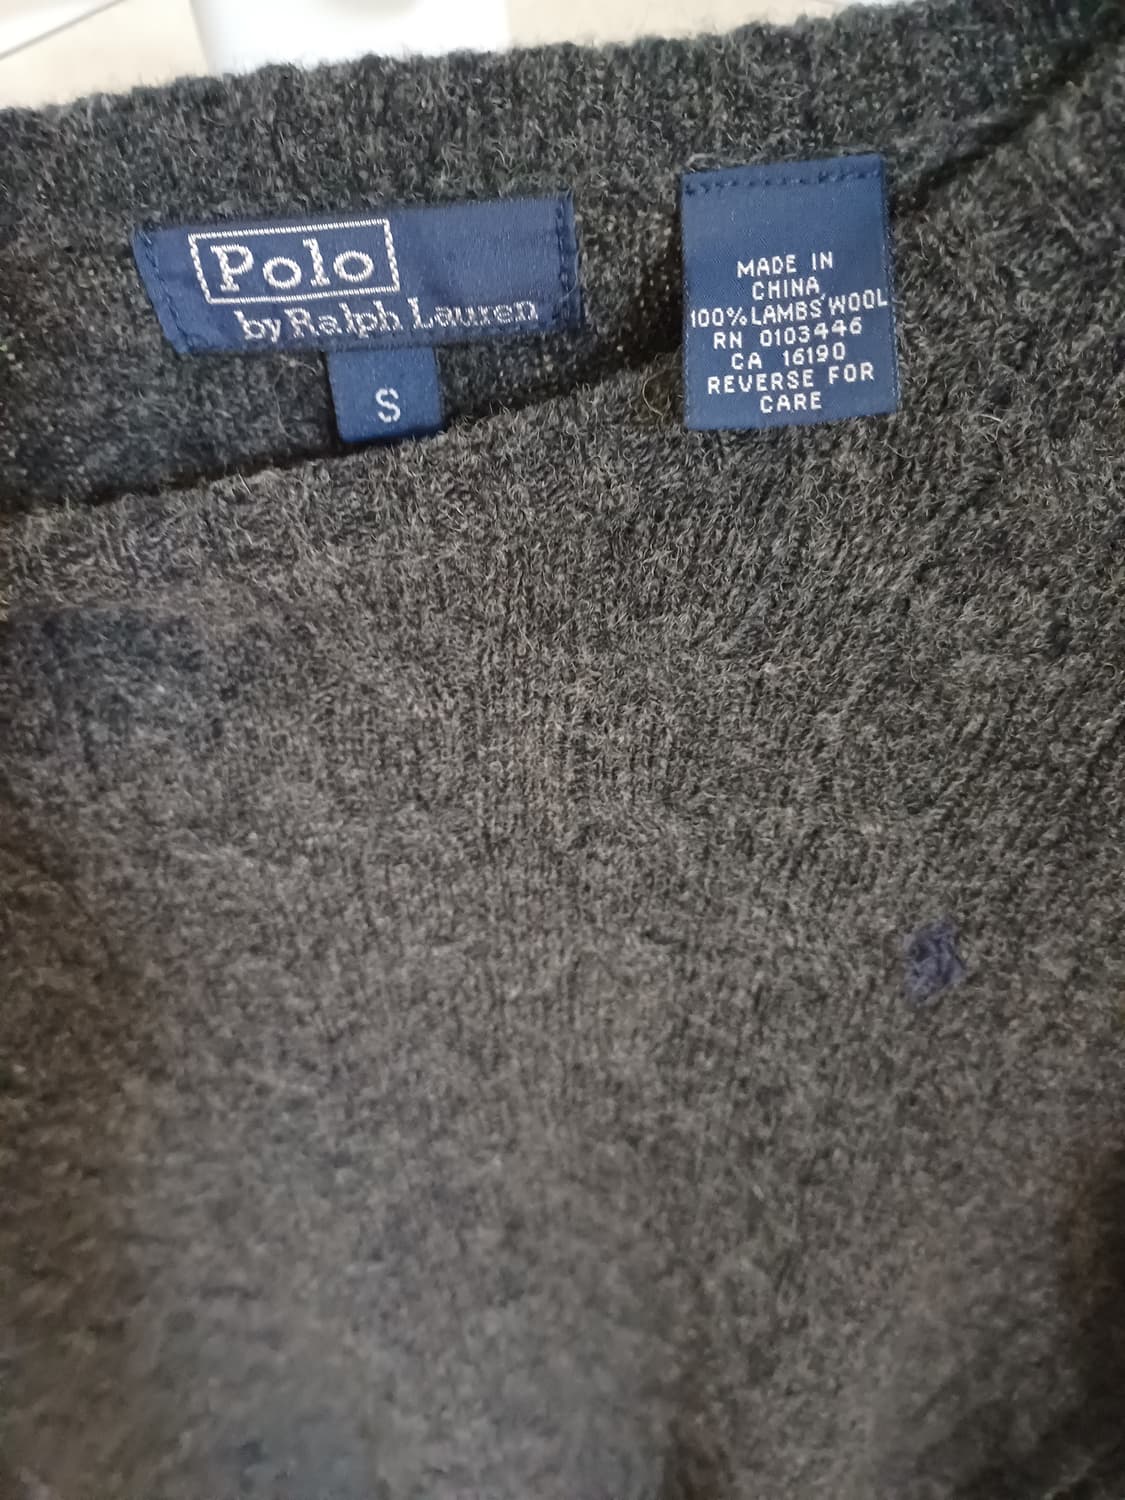 Polo
by Ralph Lauren
S
MADE IN
CHINA
100% LAMBS'WOOL
RN 0103446
CA 16190
REVERSE FOR
CARE